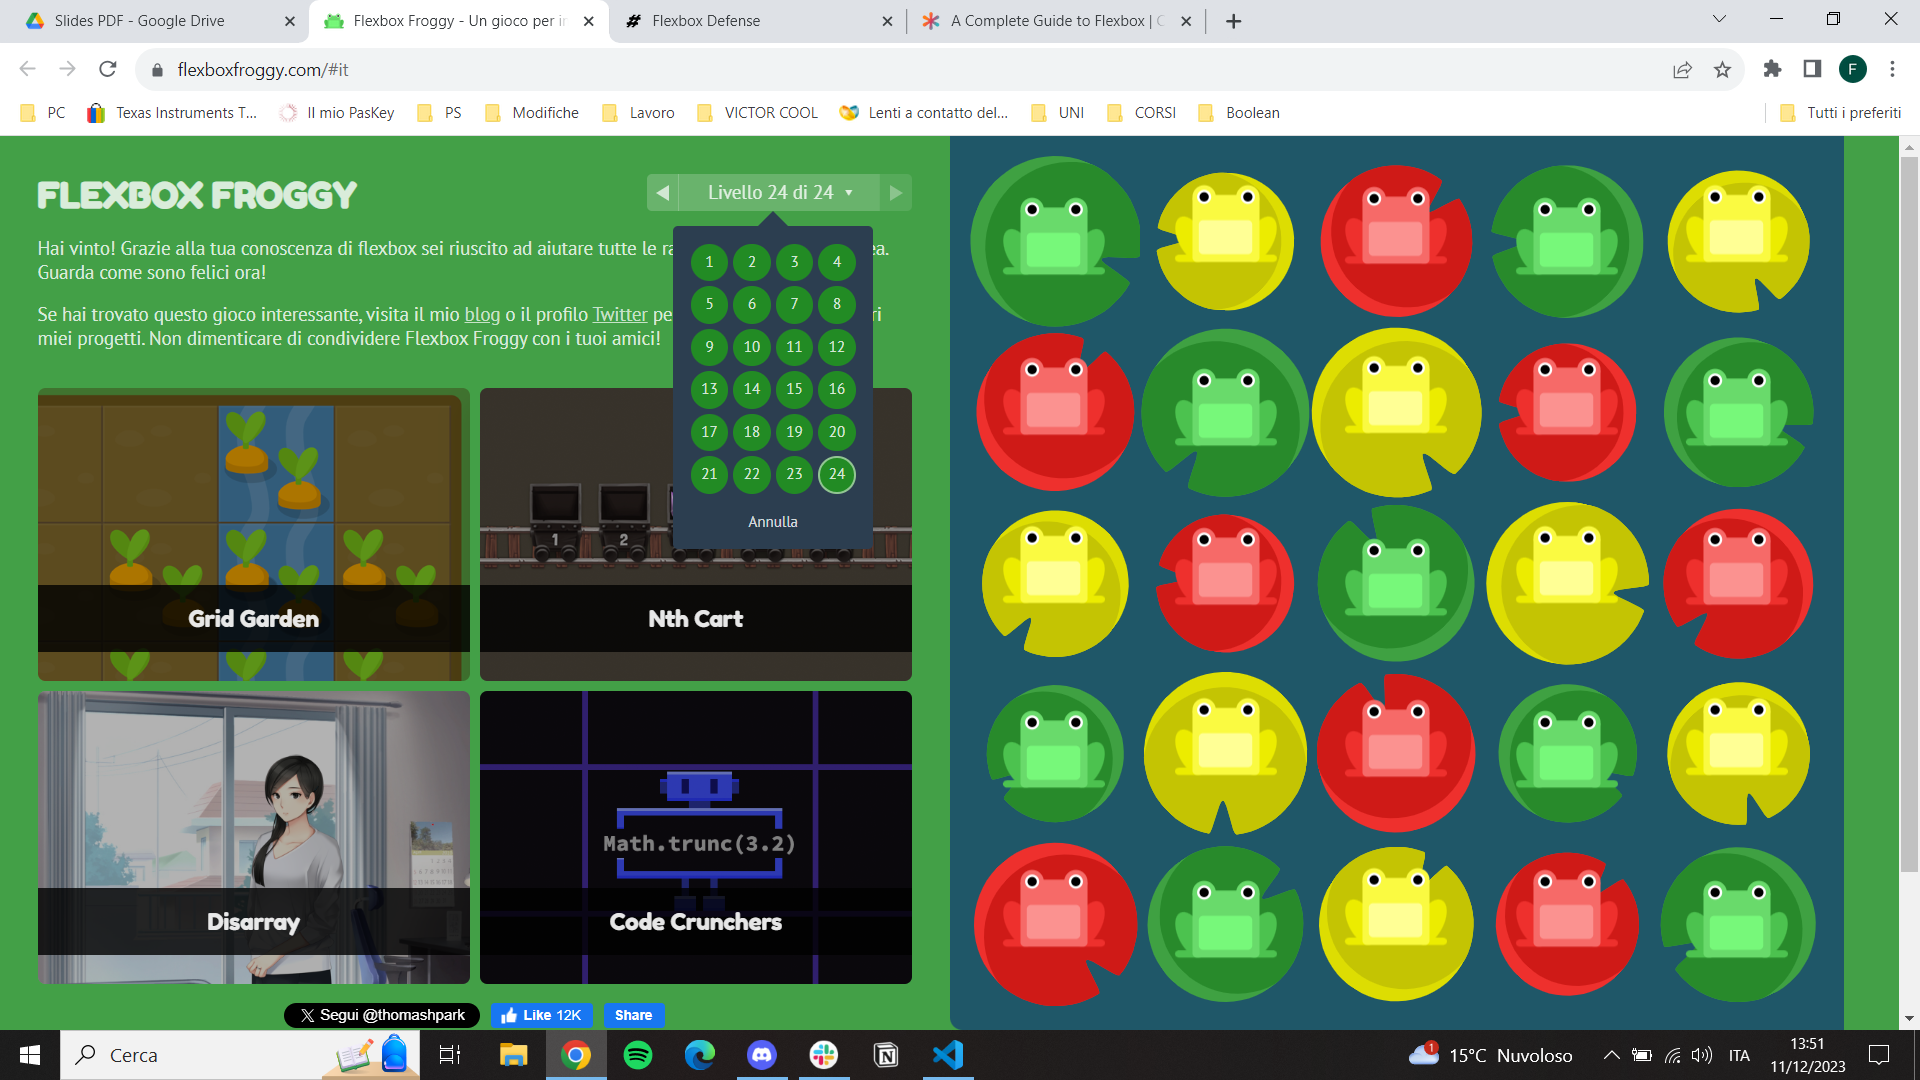 Slides PDF - Google Drive
Flexbox Froggy - Un gioco per in
Flexbox Defense
A Complete Guide to Flexbox | C
flexboxfroggy.com/#it
F
PC
Texas Instruments T...
Il mio PasKey
PS
Modifiche
Lavoro
VICTOR COOL
Lenti a contatto del...
UNI
CORSI
Boolean
Tutti i preferiti
FLEXBOX FROGGY
Livello 24 di 24
Hai vinto! Grazie alla tua conoscenza di flexbox sei riuscito ad aiutare tutte le ra
ea.
Guarda come sono felici ora!
Se hai trovato questo gioco interessante, visita il mio blog o il profilo Twitter pe
ri
miei progetti. Non dimenticare di condividere Flexbox Froggy con i tuoi amici!
1 2 3 4
5 6 7 8
9 10 11 12
13 14 15 16
17 18 19 20
21 22 23 24
Annulla
1 2
Grid Garden
Nth Cart
Math.trunc(3.2)
Disarray
Code Crunchers
Segui @thomashpark
Like 12K
Share
Cerca
1
15°C Nuvoloso
ITA
13:51
11/12/2023